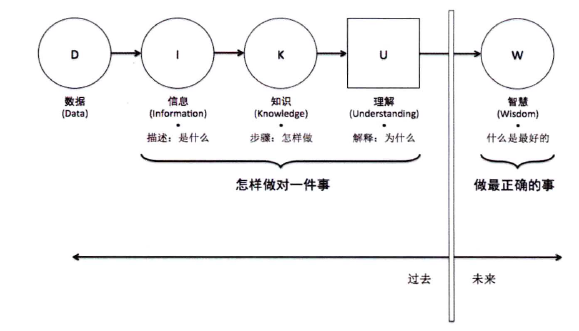 D
I
K
U
W
数据
(Data)
信息
(Information)
知识
(Knowledge)
理解
(Understanding)
智慧
(Wisdom)
描述：是什么
步骤：怎样做
解释：为什么
什么是最好的
怎样做对一件事
做最正确的事
过去
未来